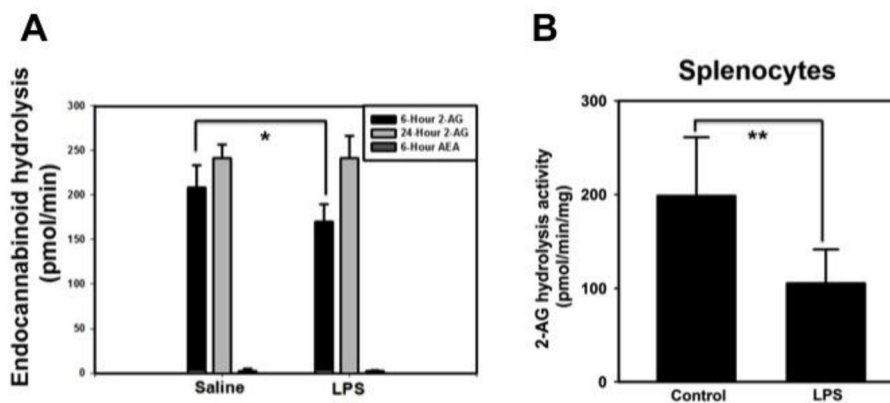 A
Endocannabinoid hydrolysis
(pmol/min)
300
250
200
150
100
50
0
*
6-Hour 2-AG
24-Hour 2-AG
6-Hour AEA
Saline LPS
B
Splenocytes
2-AG hydrolysis activity
(pmol/min/mg)
300
200
100
0
**
Control LPS